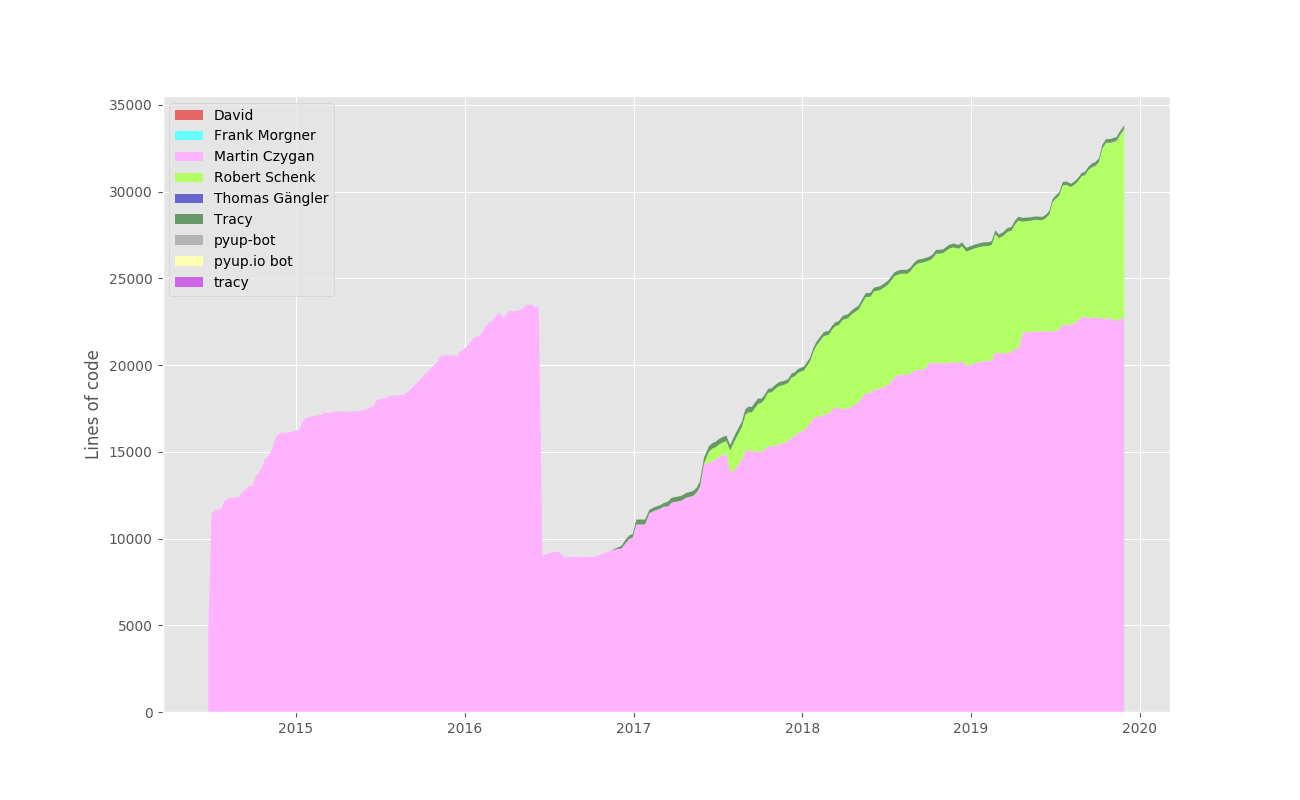 Lines of code
35000
30000
25000
20000
15000
10000
5000
0
David
Frank Morgner
Martin Czygan
Robert Schenk
Thomas Gängler
Tracy
pyup-bot
pyup.io bot
tracy
2015
2016
2017
2018
2019
2020